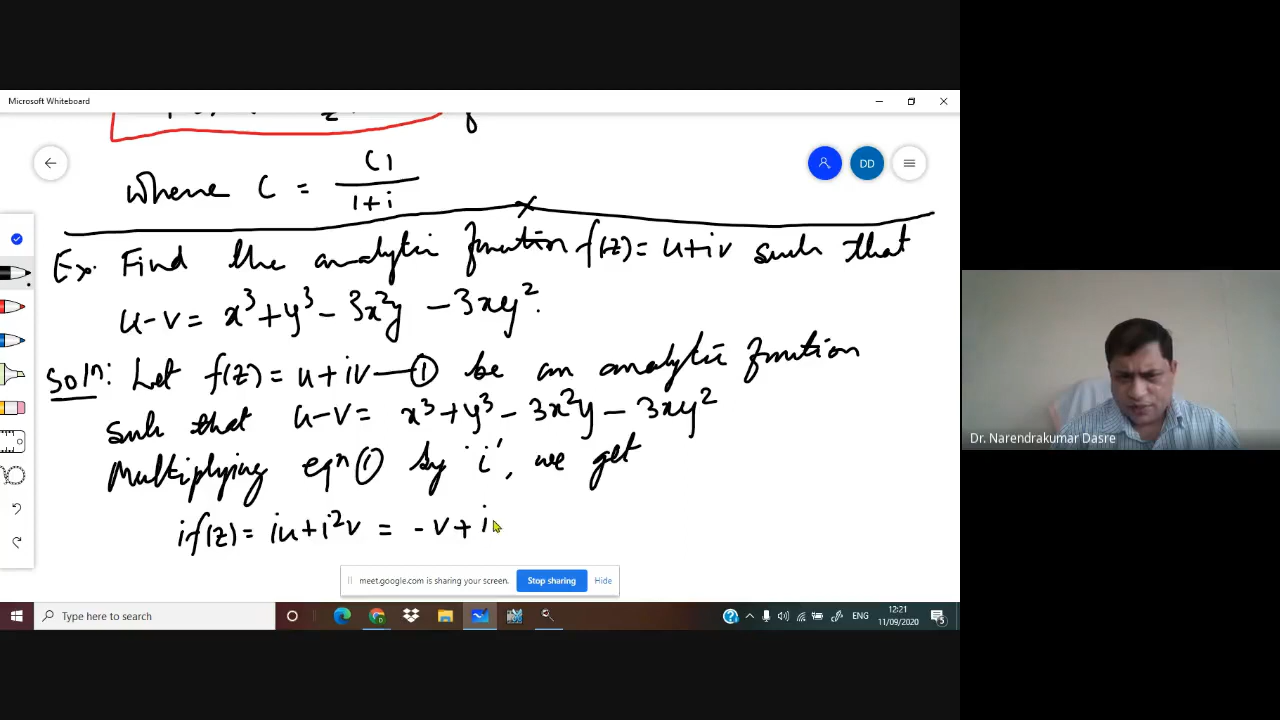 Microsoft Whiteboard
where C = C1 / 1+i
DD
Ex. Find the analytic function f(z) = u+iv such that
u-v = x³+y³-3x²y-3xy².
Soln: Let f(z) = u+iv — ① be an analytic function
such that u-v = x³+y³-3x²y-3xy²
Multiplying eqn ① by 'i', we get
if(z) = iu+i²v = -v+i
Dr. Narendrakumar Dasre
meet.google.com is sharing your screen. Stop sharing Hide
Type here to search
ENG
12:21
11/09/2020
5